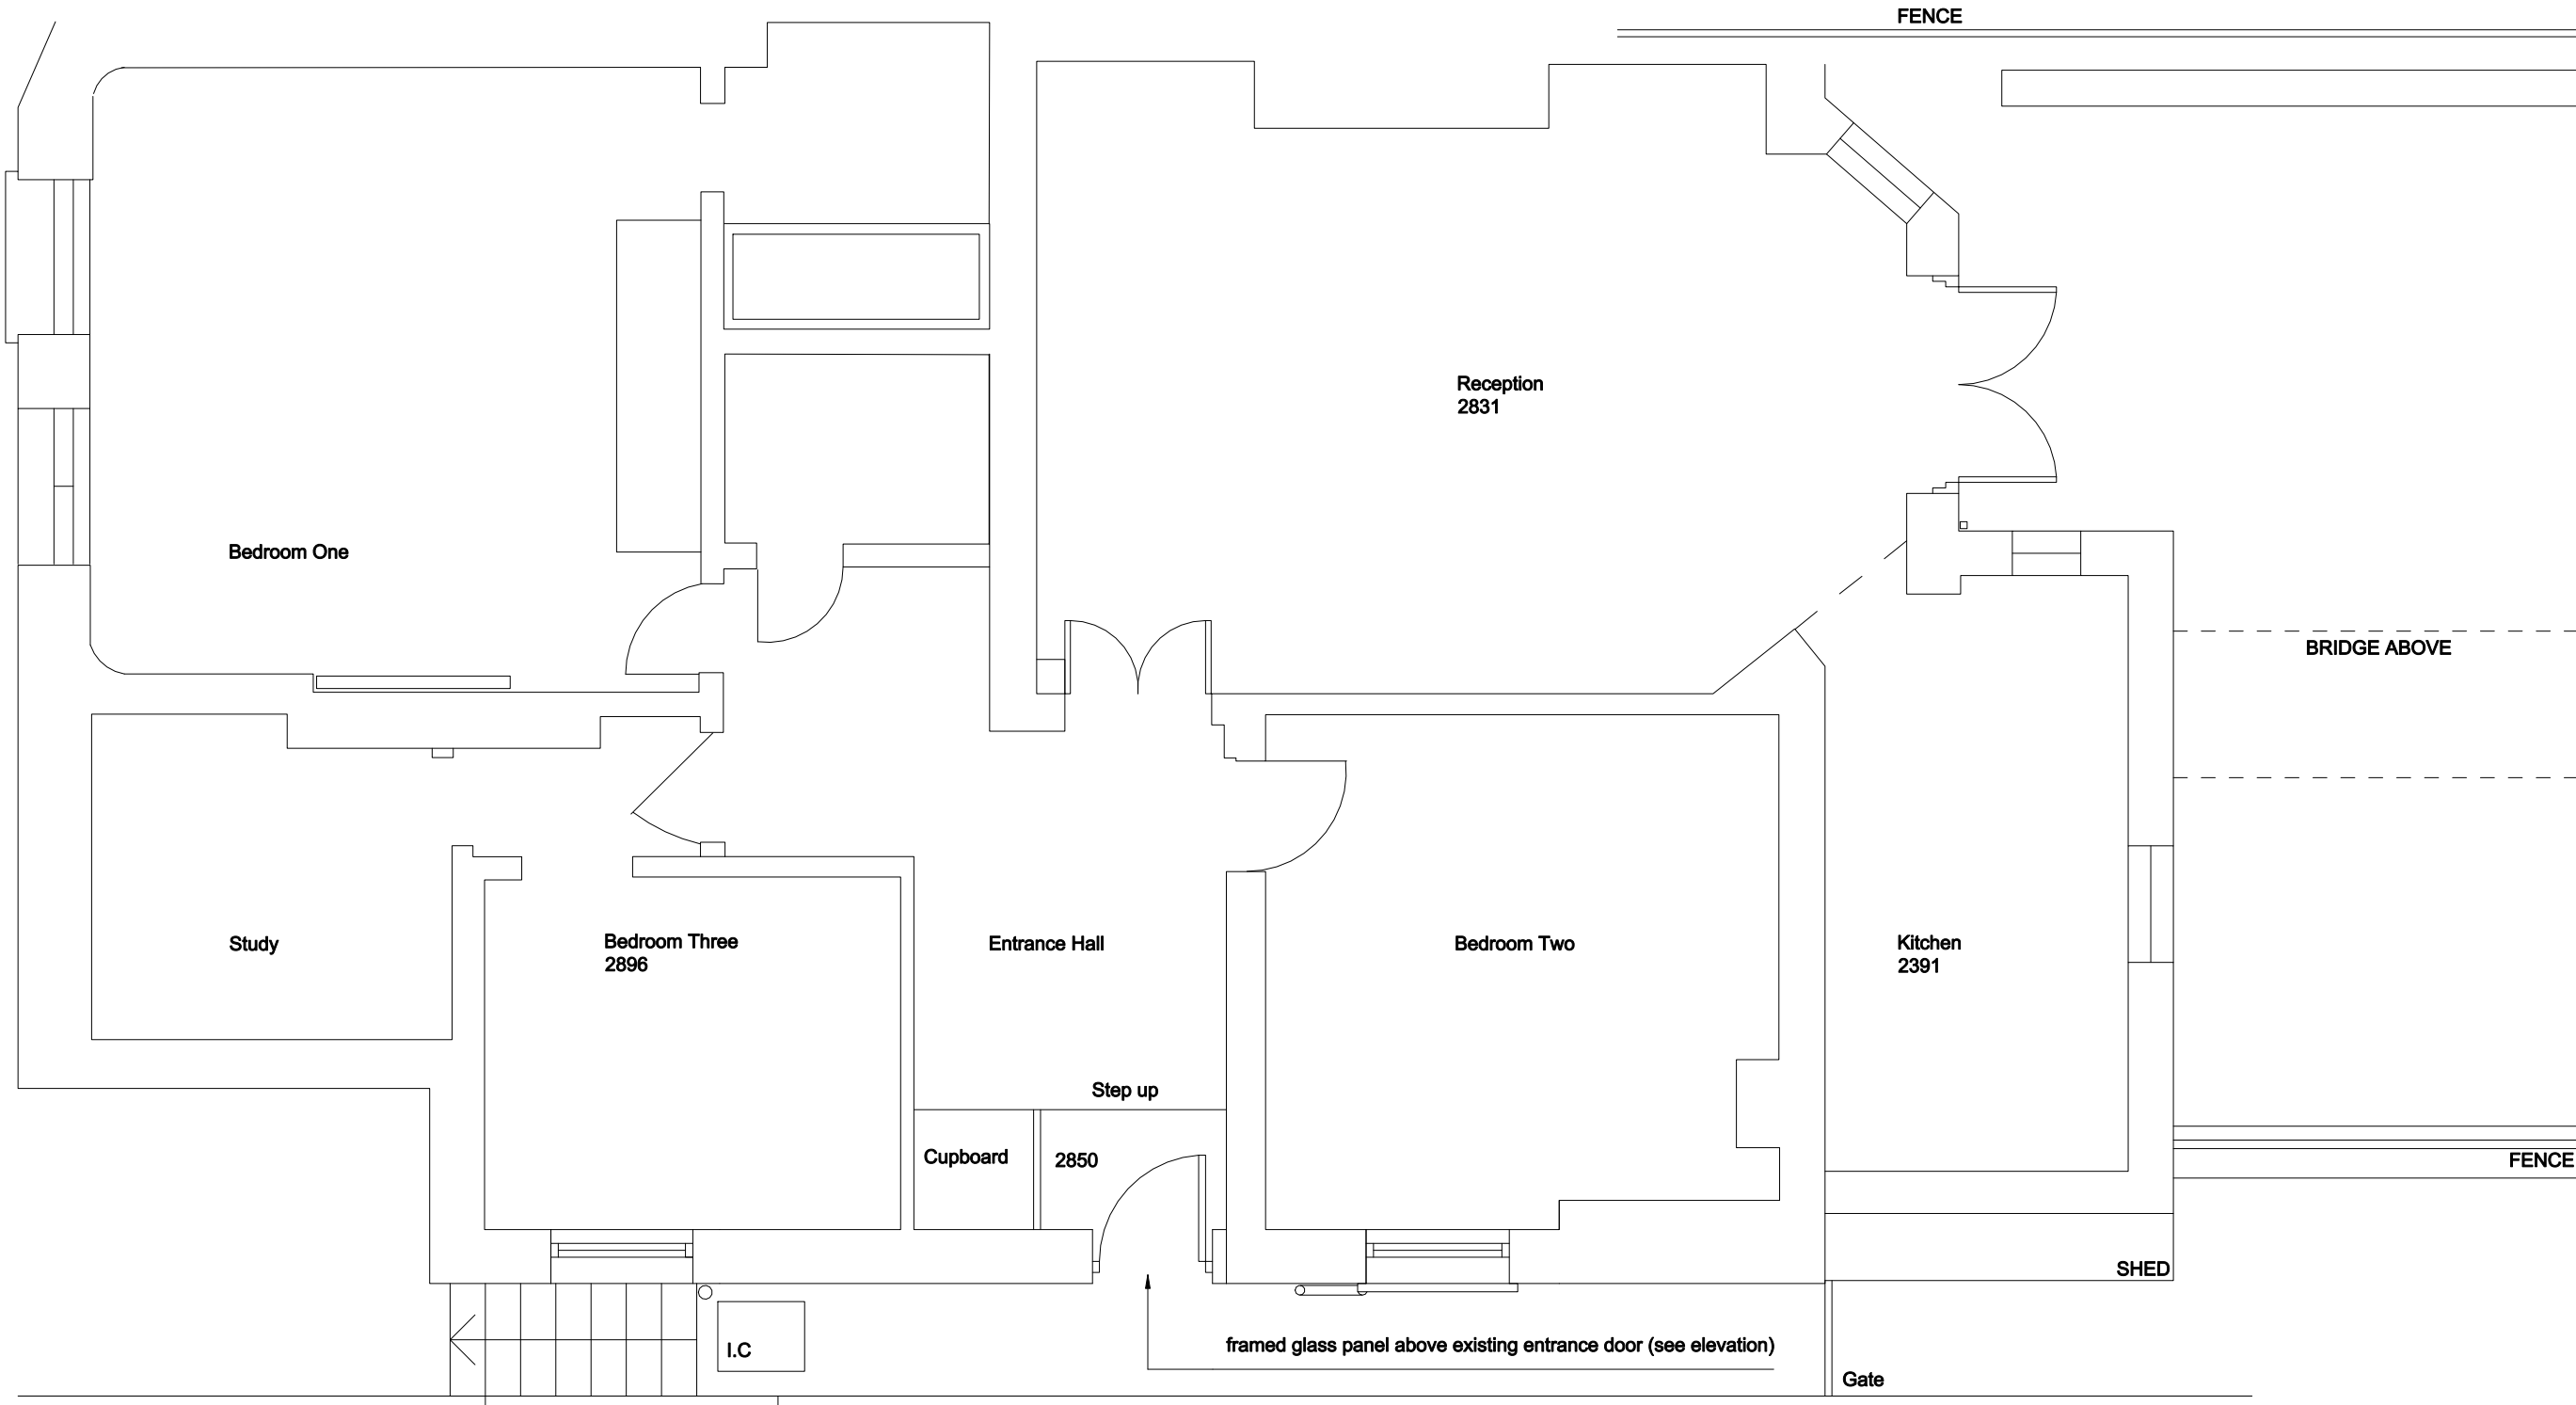 FENCE
Reception
2831
Bedroom One
BRIDGE ABOVE
Study
Bedroom Three
2896
Entrance Hall
Bedroom Two
Kitchen
2391
Step up
Cupboard
2850
FENCE
SHED
framed glass panel above existing entrance door (see elevation)
I.C
Gate